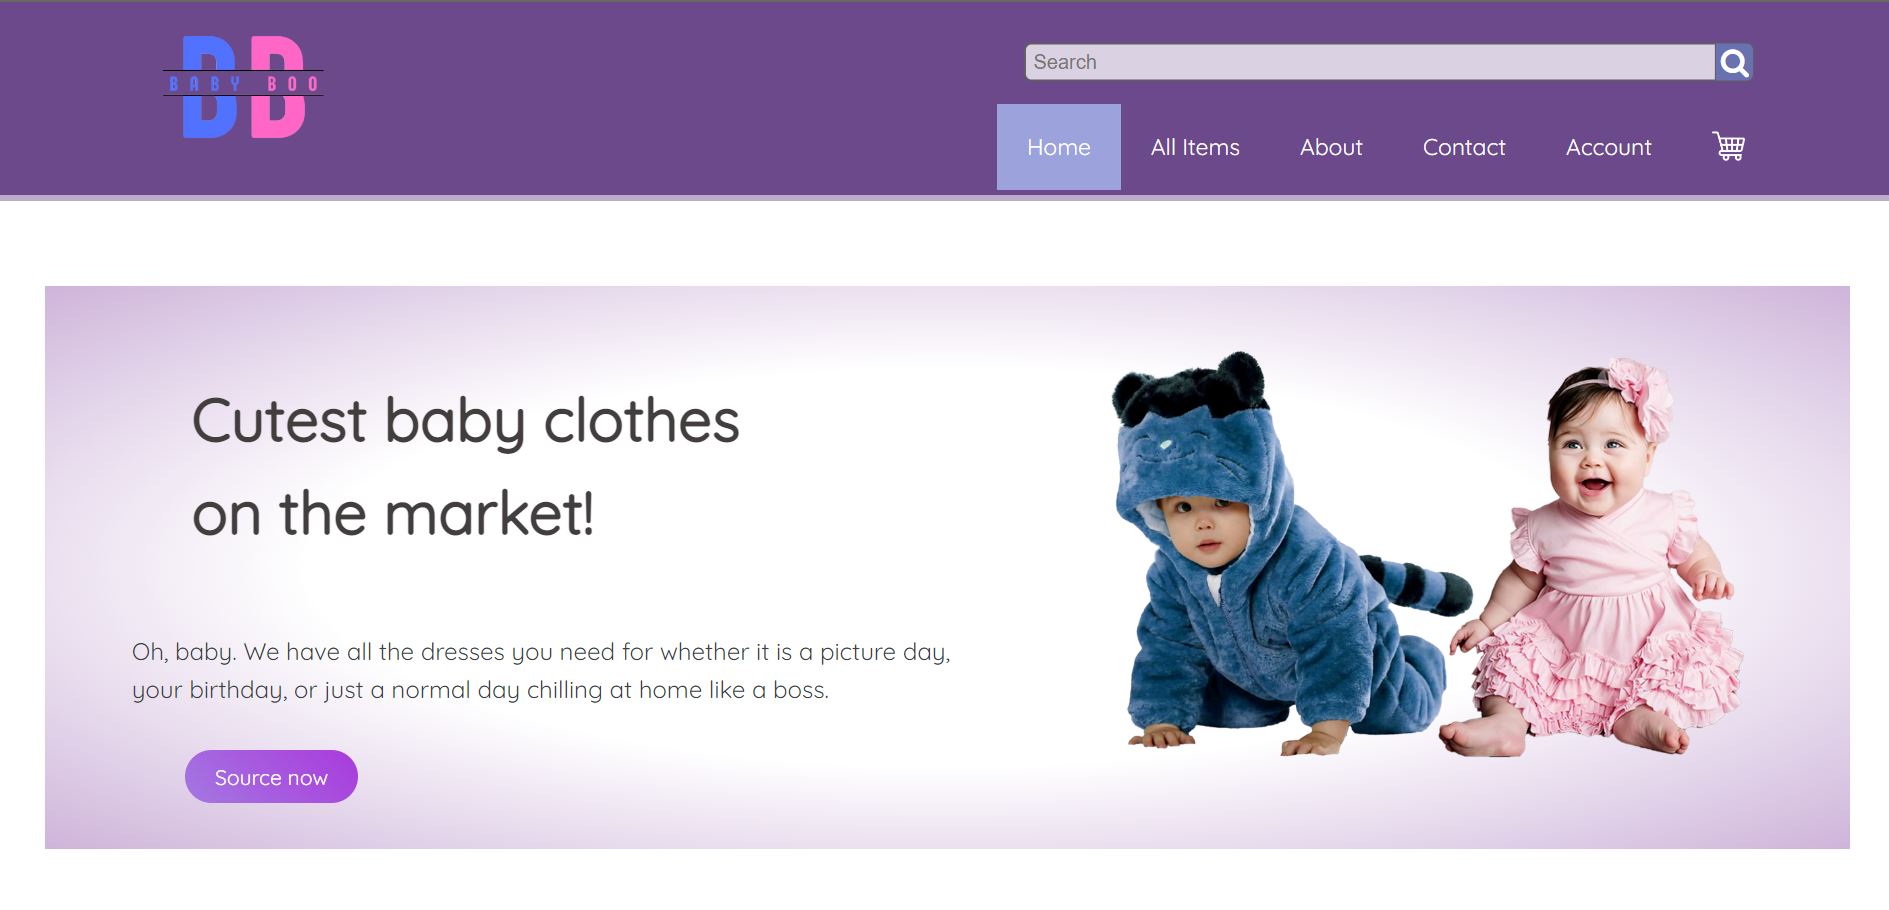 BB
BABY BOO
Search
Home
All Items
About
Contact
Account
Cutest baby clothes
on the market!
Oh, baby. We have all the dresses you need for whether it is a picture day,
your birthday, or just a normal day chilling at home like a boss.
Source now